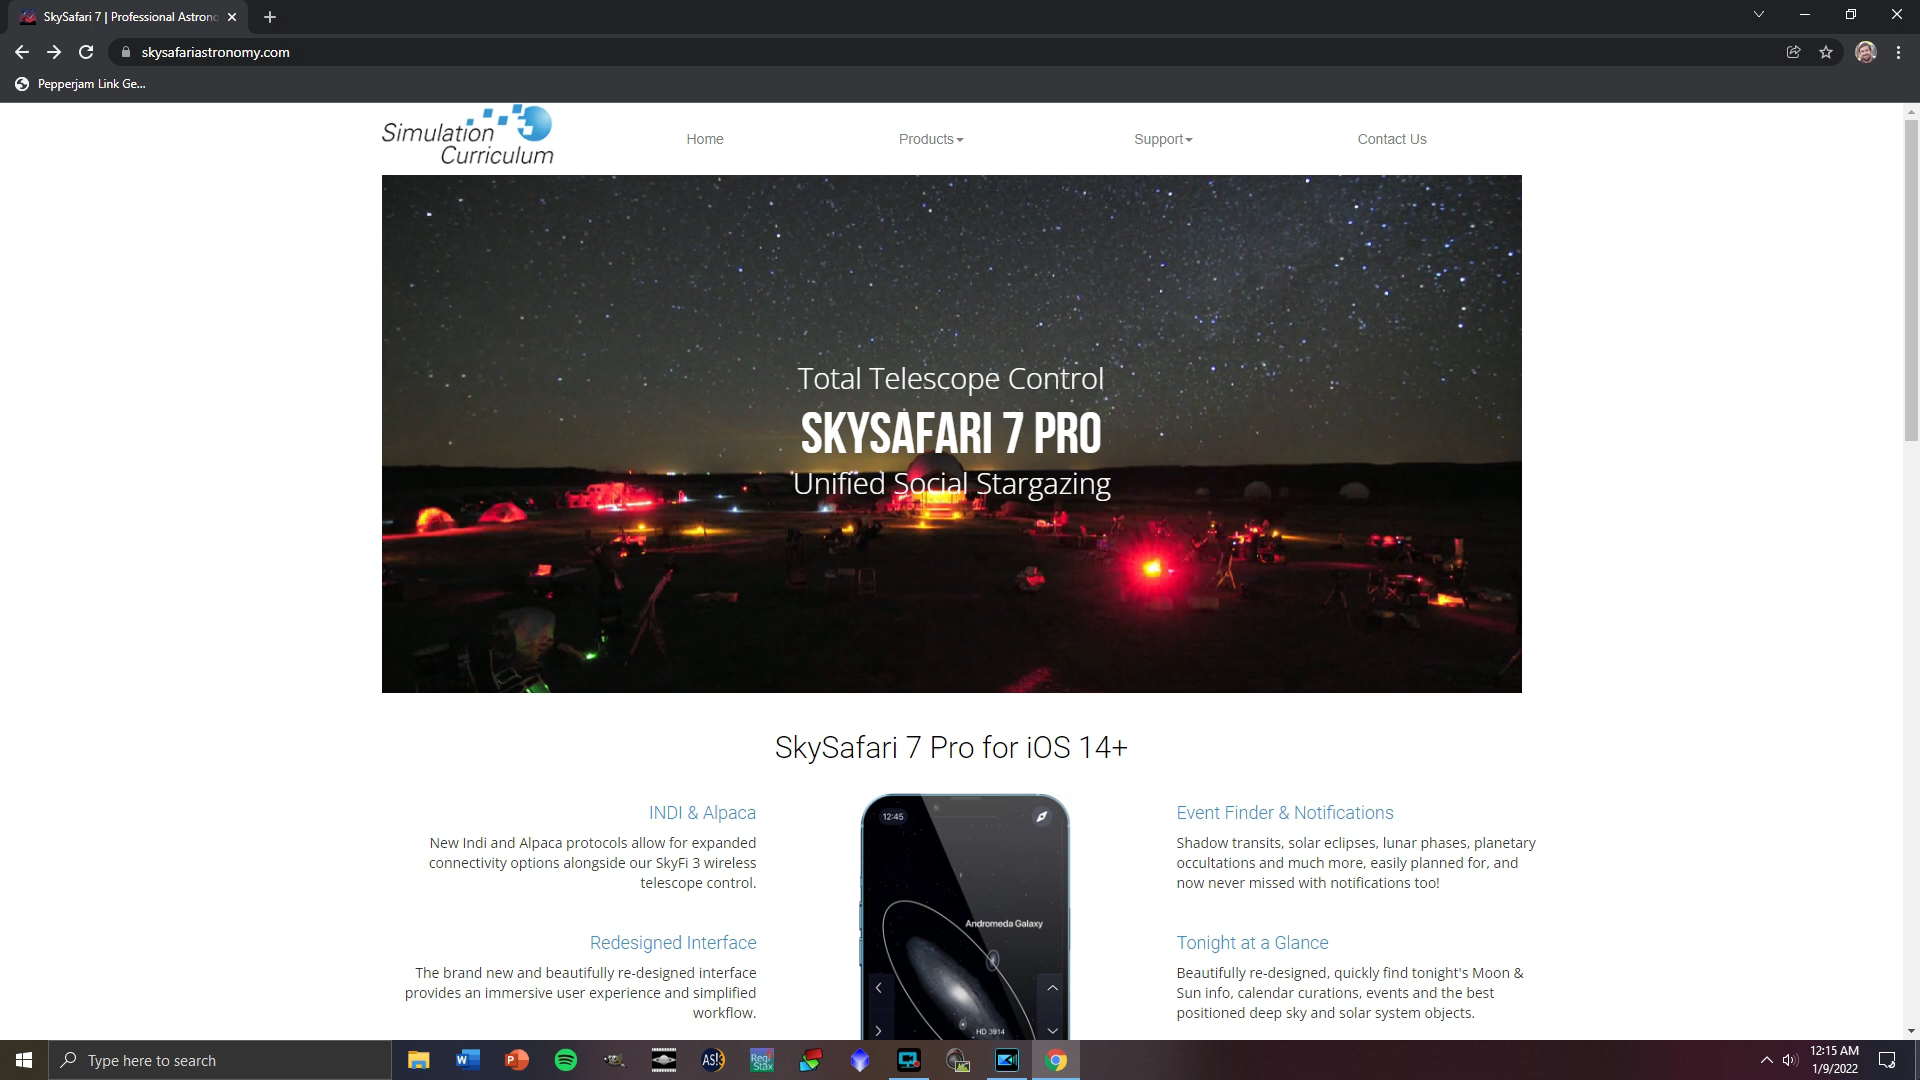 SkySafari 7 | Professional Astrono
skysafariastronomy.com
Pepperjam Link Ge...
Simulation
Curriculum
Home
Products
Support
Contact Us
Total Telescope Control
SKYSAFARI 7 PRO
Unified Social Stargazing
SkySafari 7 Pro for iOS 14+
INDI & Alpaca
New Indi and Alpaca protocols allow for expanded
connectivity options alongside our SkyFi 3 wireless
telescope control.
Redesigned Interface
The brand new and beautifully re-designed interface
provides an immersive user experience and simplified
workflow.
12:45
Andromeda Galaxy
HD 3914
Event Finder & Notifications
Shadow transits, solar eclipses, lunar phases, planetary
occultations and much more, easily planned for, and
now never missed with notifications too!
Tonight at a Glance
Beautifully re-designed, quickly find tonight's Moon &
Sun info, calendar curations, events and the best
positioned deep sky and solar system objects.
Type here to search
AS!3
Regi
Stax
12:15 AM
1/9/2022